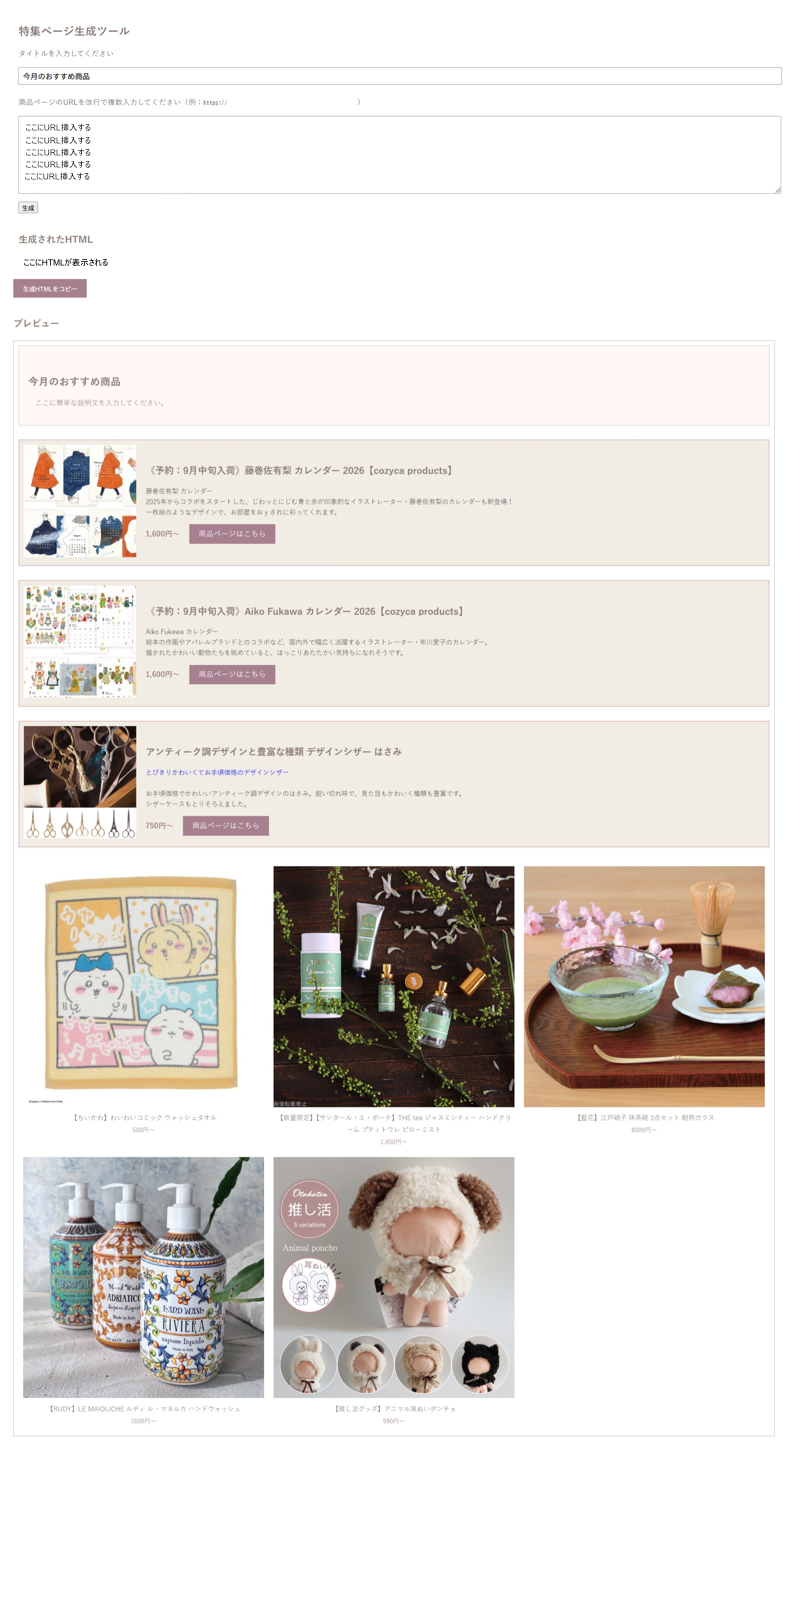 特集ページ生成ツール
タイトルを入力してください
今月のおすすめ商品
商品ページのURLを改行で複数入力してください（例：https:// ）
ここにURL挿入する
ここにURL挿入する
ここにURL挿入する
ここにURL挿入する
ここにURL挿入する
生成
生成されたHTML
ここにHTMLが表示される
生成HTMLをコピー
プレビュー
今月のおすすめ商品
ここに簡単な説明文を入力してください。
《予約：9月中旬入荷》藤巻佐有梨 カレンダー 2026【cozyca products】
藤巻佐有梨 カレンダー
2025年からコラボをスタートした、じわっとにじむ青と赤が印象的なイラストレーター・藤巻佐有梨のカレンダーも新登場！
一枚絵のようなデザインで、お部屋をおㇱゃれに彩ってくれます。
1,600円～ 商品ページはこちら
《予約：9月中旬入荷》Aiko Fukawa カレンダー 2026【cozyca products】
Aiko Fukawa カレンダー
絵本の作画やアパレルブランドとのコラボなど、国内外で幅広く活躍するイラストレーター・布川愛子のカレンダー。
描かれたかわいい動物たちを眺めていると、ほっこりあたたかい気持ちになれそうです。
1,600円～ 商品ページはこちら
アンティーク調デザインと豊富な種類 デザインシザー はさみ
とびきりかわいくてお手頃価格のデザインシザー
お手頃価格でかわいいアンティーク調デザインのはさみ。鋭い切れ味で、見た目もかわいく種類も豊富です。
シザーケースもとりそろえました。
750円～ 商品ページはこちら
【ちいかわ】わいわいコミック ウォッシュタオル
500円～
【数量限定】【サンタール・エ・ボーテ】THE tea ジャスミンティー ハンドクリ
ーム プティトワレ ピローミスト
1,400円～
【藍花】江戸硝子 抹茶碗 3点セット 耐熱ガラス
8000円～
HAND WASH
RIVIERA
Made in Italy
Hand Wash
ADRIATICO
Made in Italy
【RUDY】LE MAIOLICHE ルディ ル・マヨルカ ハンドウォッシュ
1600円～
Otakatsu
推し活
5 variations
Animal poncho
耳ぬい
【推し活グッズ】アニマル耳ぬいポンチョ
990円～